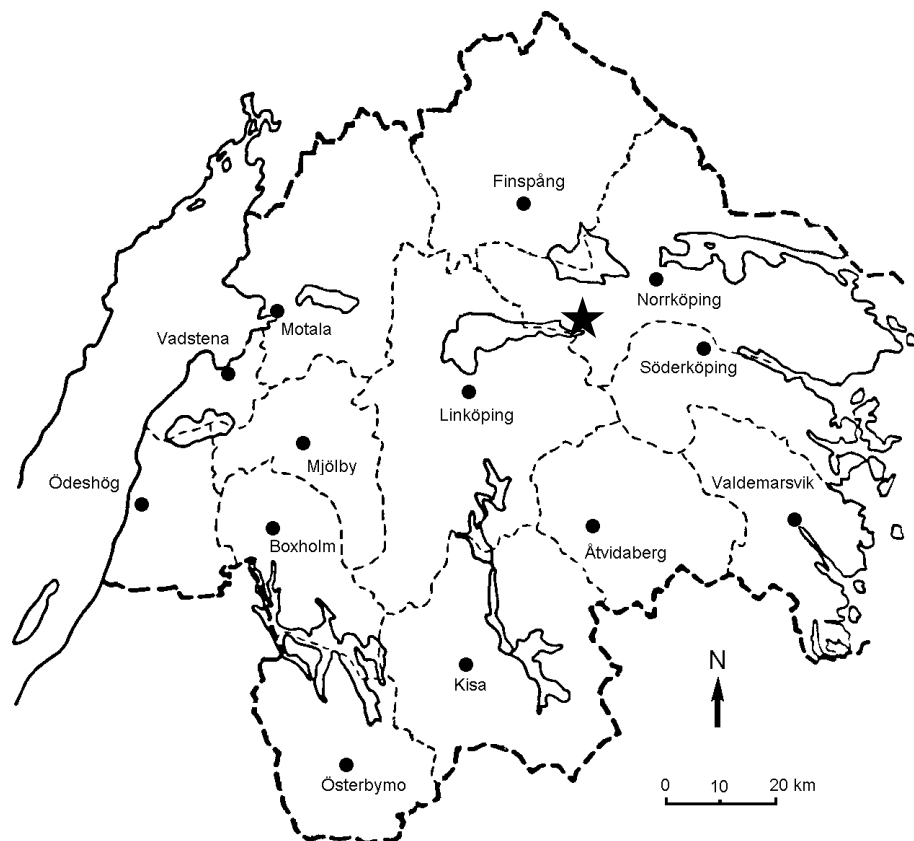 Finspång
Norrköping
Motala
Vadstena
Söderköping
Linköping
Mjölby
Ödeshög
Valdemarsvik
Boxholm
Åtvidaberg
N
Kisa
Österbymo
0 10 20 km